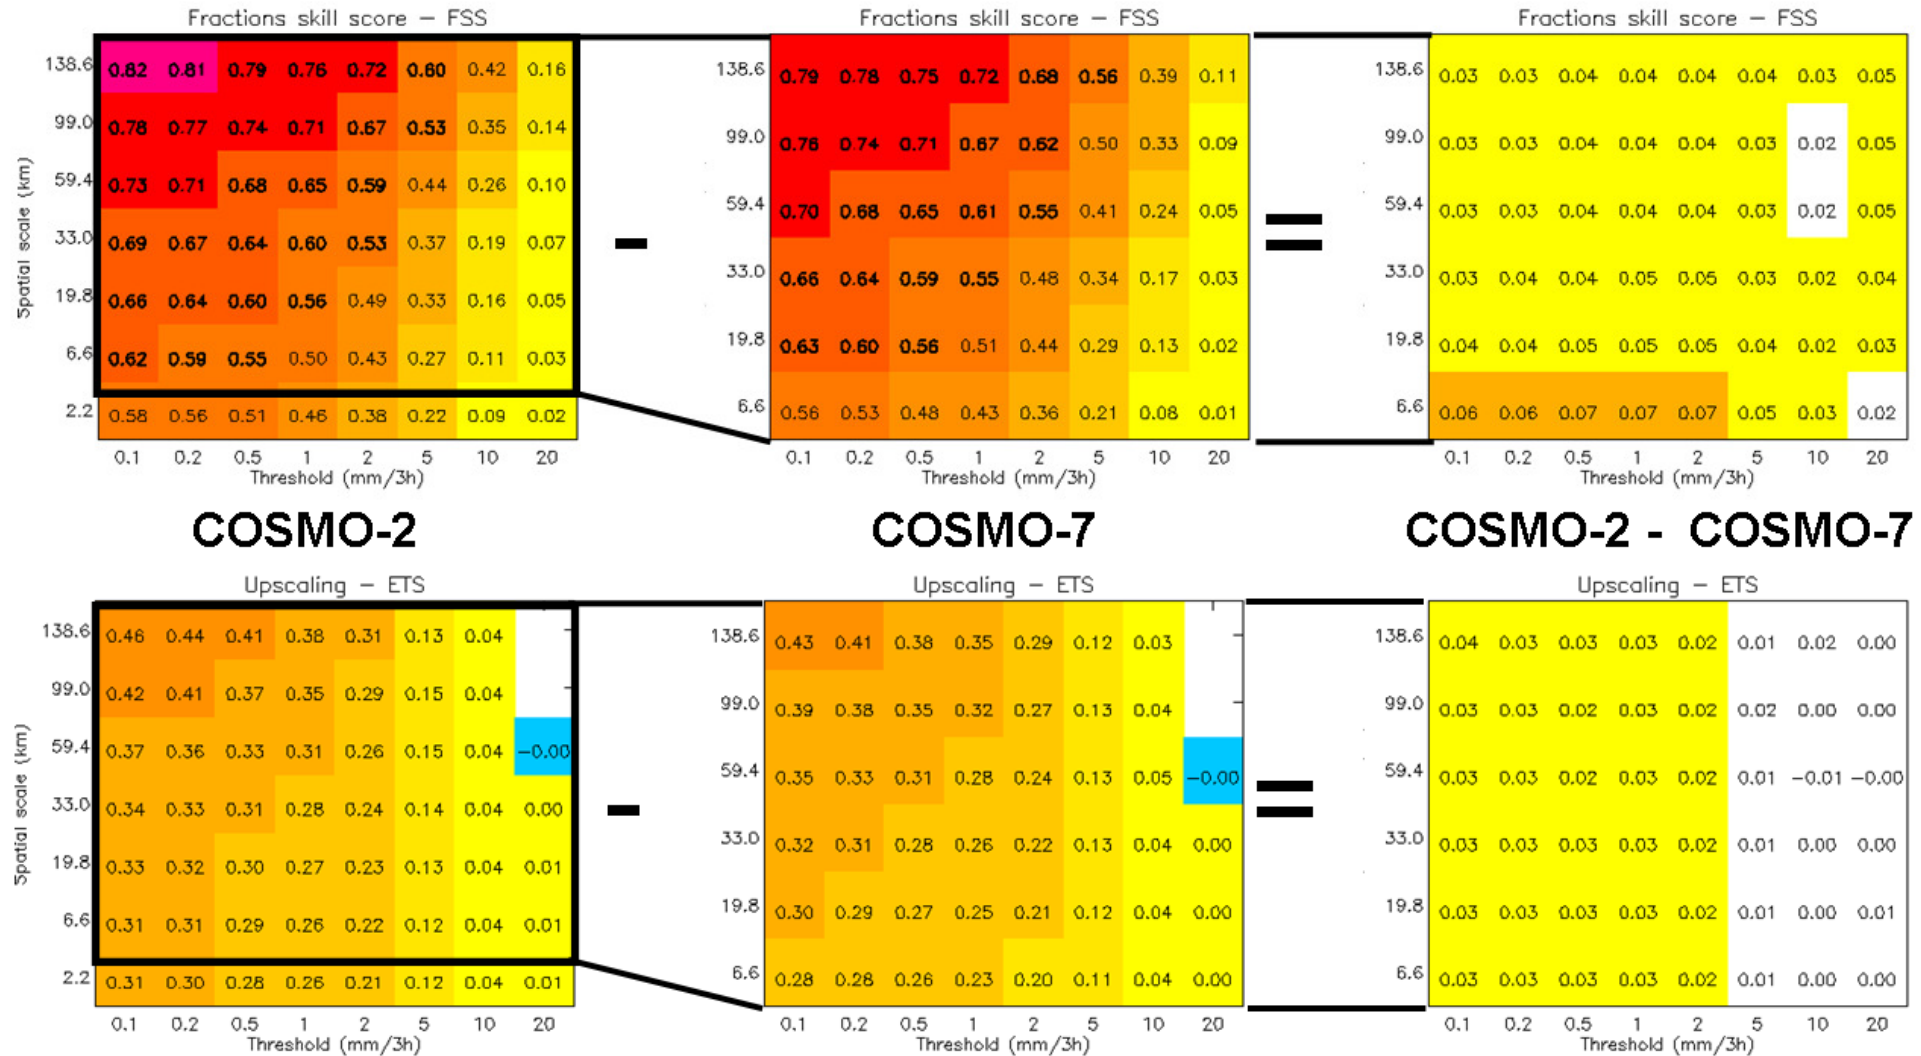 Fractions skill score − FSS
Fractions skill score − FSS
Fractions skill score − FSS
Spatial scale (km)
138.6 0.82 0.81 0.79 0.76 0.72 0.60 0.42 0.16
99.0 0.78 0.77 0.74 0.71 0.67 0.53 0.35 0.14
59.4 0.73 0.71 0.68 0.65 0.59 0.44 0.26 0.10
33.0 0.69 0.67 0.64 0.60 0.53 0.37 0.19 0.07
19.8 0.66 0.64 0.60 0.56 0.49 0.33 0.16 0.05
6.6 0.62 0.59 0.55 0.50 0.43 0.27 0.11 0.03
2.2 0.58 0.56 0.51 0.46 0.38 0.22 0.09 0.02
0.1 0.2 0.5 1 2 5 10 20
Threshold (mm/3h)
−
138.6 0.79 0.78 0.75 0.72 0.68 0.56 0.39 0.11
99.0 0.76 0.74 0.71 0.67 0.62 0.50 0.33 0.09
59.4 0.70 0.68 0.65 0.61 0.55 0.41 0.24 0.05
33.0 0.66 0.64 0.59 0.55 0.48 0.34 0.17 0.03
19.8 0.63 0.60 0.56 0.51 0.44 0.29 0.13 0.02
6.6 0.56 0.53 0.48 0.43 0.36 0.21 0.08 0.01
0.1 0.2 0.5 1 2 5 10 20
Threshold (mm/3h)
=
138.6 0.03 0.03 0.04 0.04 0.04 0.04 0.03 0.05
99.0 0.03 0.03 0.04 0.04 0.04 0.03 0.02 0.05
59.4 0.03 0.03 0.04 0.04 0.04 0.03 0.02 0.05
33.0 0.03 0.04 0.04 0.05 0.05 0.03 0.02 0.04
19.8 0.04 0.04 0.05 0.05 0.05 0.04 0.02 0.03
6.6 0.06 0.06 0.07 0.07 0.07 0.05 0.03 0.02
0.1 0.2 0.5 1 2 5 10 20
Threshold (mm/3h)
COSMO-2
COSMO-7
COSMO-2 - COSMO-7
Upscaling − ETS
Upscaling − ETS
Upscaling − ETS
Spatial scale (km)
138.6 0.46 0.44 0.41 0.38 0.31 0.13 0.04
99.0 0.42 0.41 0.37 0.35 0.29 0.15 0.04
59.4 0.37 0.36 0.33 0.31 0.26 0.15 0.04 −0.00
33.0 0.34 0.33 0.31 0.28 0.24 0.14 0.04 0.00
19.8 0.33 0.32 0.30 0.27 0.23 0.13 0.04 0.01
6.6 0.31 0.31 0.29 0.26 0.22 0.12 0.04 0.01
2.2 0.31 0.30 0.28 0.26 0.21 0.12 0.04 0.01
0.1 0.2 0.5 1 2 5 10 20
Threshold (mm/3h)
−
138.6 0.43 0.41 0.38 0.35 0.29 0.12 0.03
99.0 0.39 0.38 0.35 0.32 0.27 0.13 0.04
59.4 0.35 0.33 0.31 0.28 0.24 0.13 0.05 −0.00
33.0 0.32 0.31 0.28 0.26 0.22 0.13 0.04 0.00
19.8 0.30 0.29 0.27 0.25 0.21 0.12 0.04 0.00
6.6 0.28 0.28 0.26 0.23 0.20 0.11 0.04 0.00
0.1 0.2 0.5 1 2 5 10 20
Threshold (mm/3h)
=
138.6 0.04 0.03 0.03 0.03 0.02 0.01 0.02 0.00
99.0 0.03 0.03 0.02 0.03 0.02 0.02 0.00 0.00
59.4 0.03 0.03 0.02 0.03 0.02 0.01 −0.01 −0.00
33.0 0.03 0.03 0.03 0.03 0.02 0.01 0.00 0.00
19.8 0.03 0.03 0.03 0.03 0.02 0.01 0.00 0.01
6.6 0.03 0.03 0.03 0.03 0.02 0.01 0.00 0.00
0.1 0.2 0.5 1 2 5 10 20
Threshold (mm/3h)